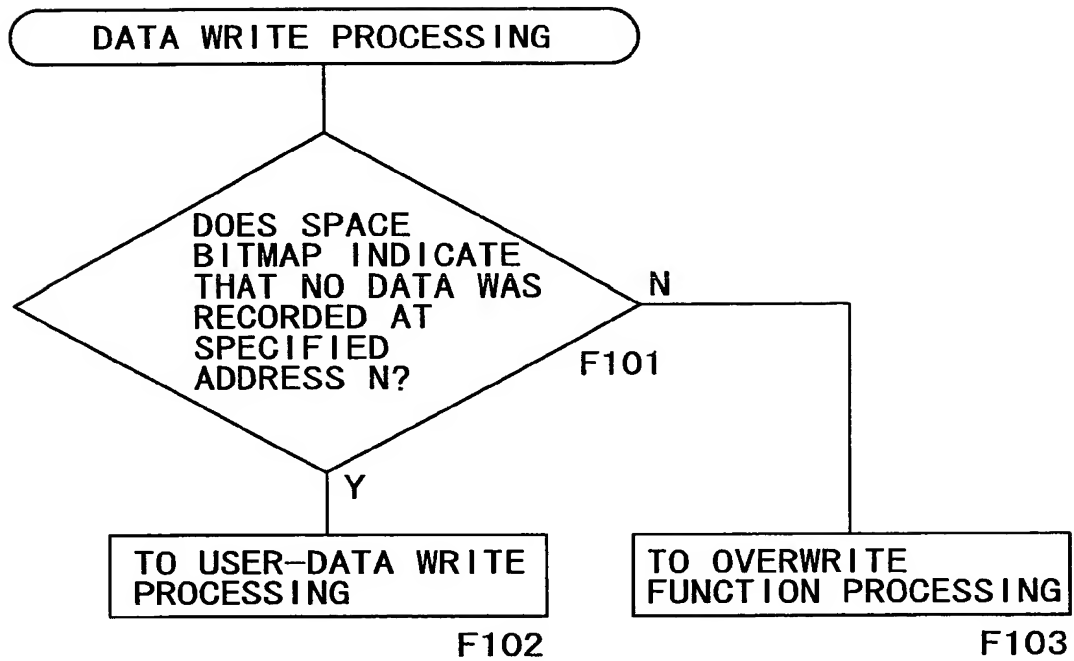 DATA WRITE PROCESSING
DOES SPACE
BITMAP INDICATE
THAT NO DATA WAS
RECORDED AT
SPECIFIED
ADDRESS N?
N
F101
Y
TO USER-DATA WRITE
PROCESSING
F102
TO OVERWRITE
FUNCTION PROCESSING
F103